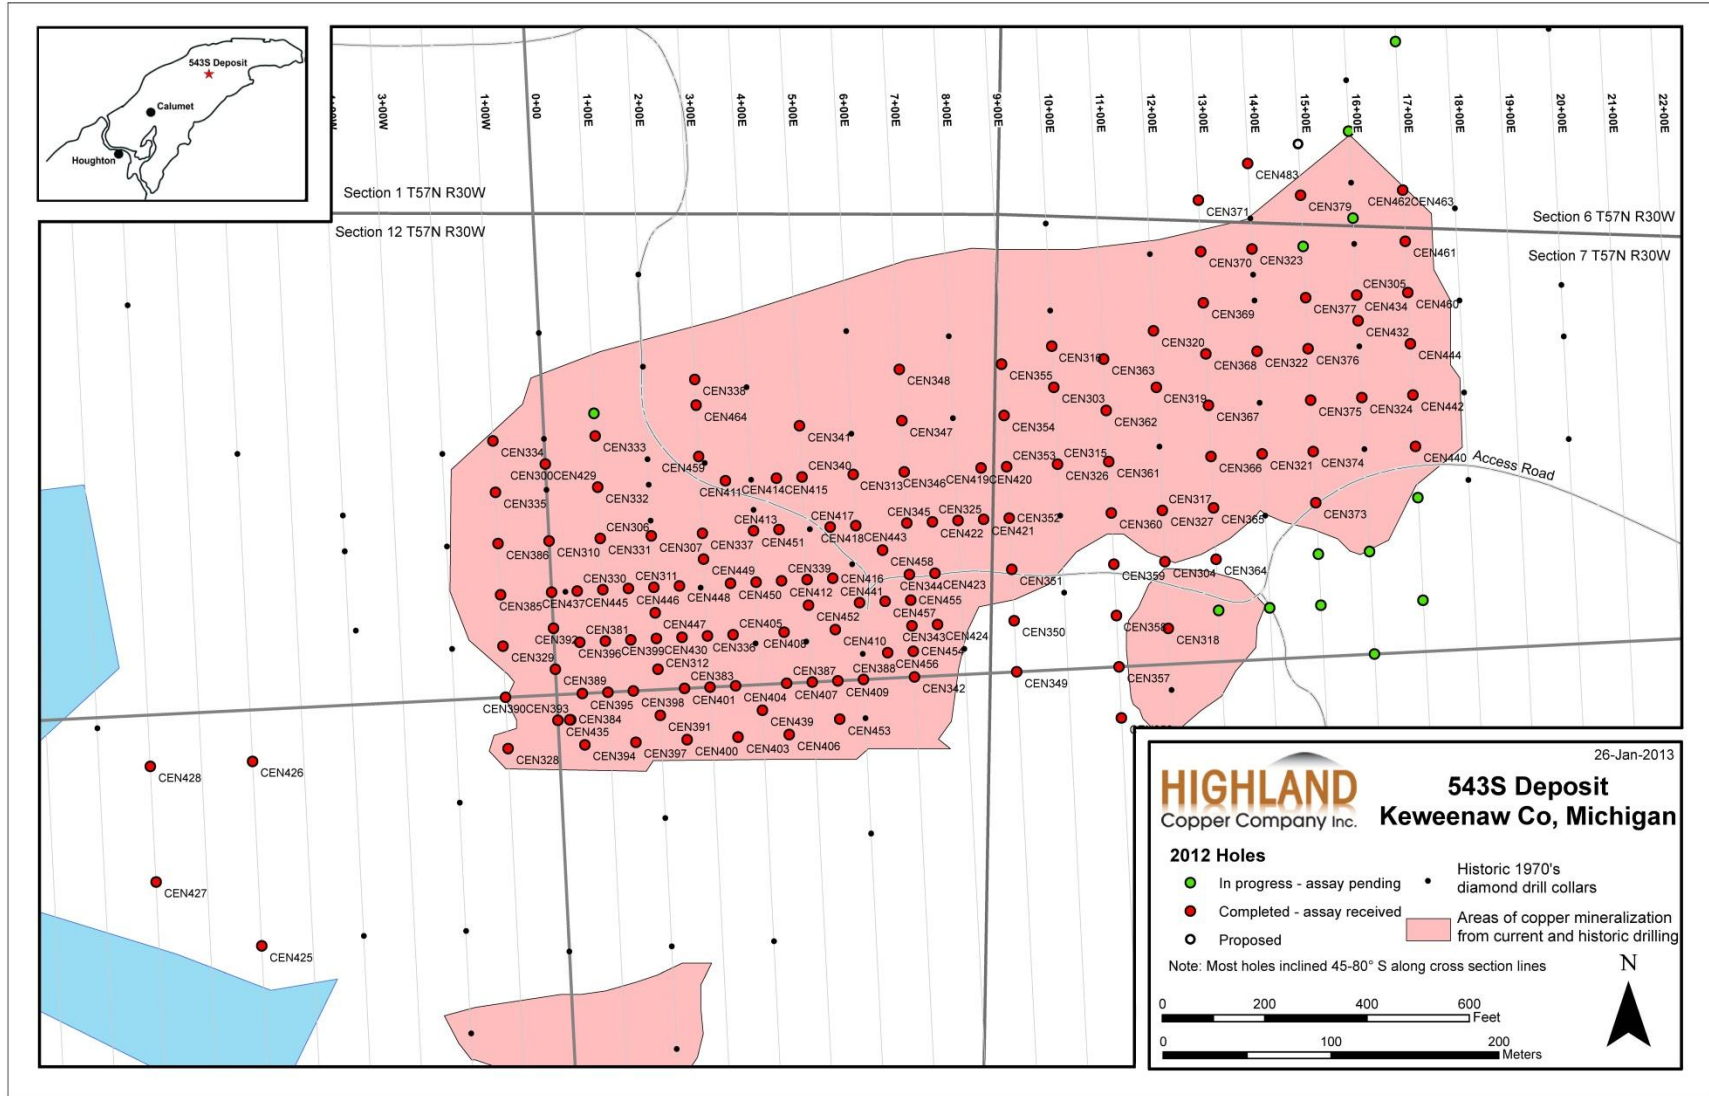 543S Deposit
Calumet
Houghton
3+00W
1+00W
0+00
1+00E
2+00E
3+00E
4+00E
5+00E
6+00E
7+00E
8+00E
9+00E
10+00E
11+00E
12+00E
13+00E
14+00E
15+00E
16+00E
17+00E
18+00E
19+00E
20+00E
21+00E
22+00E
Section 1 T57N R30W
Section 12 T57N R30W
Section 6 T57N R30W
Section 7 T57N R30W
CEN483
CEN371
CEN379
CEN462CEN463
CEN370
CEN323
CEN461
CEN305
CEN369
CEN377
CEN434
CEN460
CEN432
CEN320
CEN316
CEN363
CEN368
CEN322
CEN376
CEN444
CEN355
CEN348
CEN338
CEN303
CEN319
CEN367
CEN375
CEN324
CEN442
CEN464
CEN362
CEN354
CEN347
CEN341
CEN333
CEN334
CEN459
CEN300CEN429
CEN340
CEN353
CEN315
CEN326
CEN361
CEN366
CEN321
CEN374
CEN440
Access Road
CEN335
CEN332
CEN411
CEN414CEN415
CEN313
CEN346
CEN419CEN420
CEN317
CEN360
CEN327
CEN365
CEN373
CEN306
CEN413
CEN417
CEN345
CEN325
CEN352
CEN386
CEN310
CEN331
CEN307
CEN337
CEN451
CEN418
CEN443
CEN422
CEN421
CEN458
CEN351
CEN359
CEN304
CEN364
CEN330
CEN311
CEN449
CEN339
CEN416
CEN344
CEN423
CEN385
CEN437
CEN445
CEN446
CEN448
CEN450
CEN412
CEN441
CEN455
CEN452
CEN457
CEN350
CEN358
CEN318
CEN392
CEN381
CEN447
CEN405
CEN410
CEN343
CEN424
CEN329
CEN396
CEN399
CEN430
CEN336
CEN408
CEN388
CEN456
CEN454
CEN312
CEN389
CEN383
CEN387
CEN342
CEN349
CEN357
CEN390CEN393
CEN395
CEN398
CEN401
CEN404
CEN407
CEN409
CEN384
CEN435
CEN391
CEN439
CEN453
CEN328
CEN394
CEN397
CEN400
CEN403
CEN406
CEN428
CEN426
CEN427
CEN425
26-Jan-2013
HIGHLAND
Copper Company Inc.
543S Deposit
Keweenaw Co, Michigan
2012 Holes
In progress - assay pending
Completed - assay received
Proposed
Historic 1970's
diamond drill collars
Areas of copper mineralization
from current and historic drilling
Note: Most holes inclined 45-80° S along cross section lines
N
0 200 400 600
Feet
0 100 200
Meters